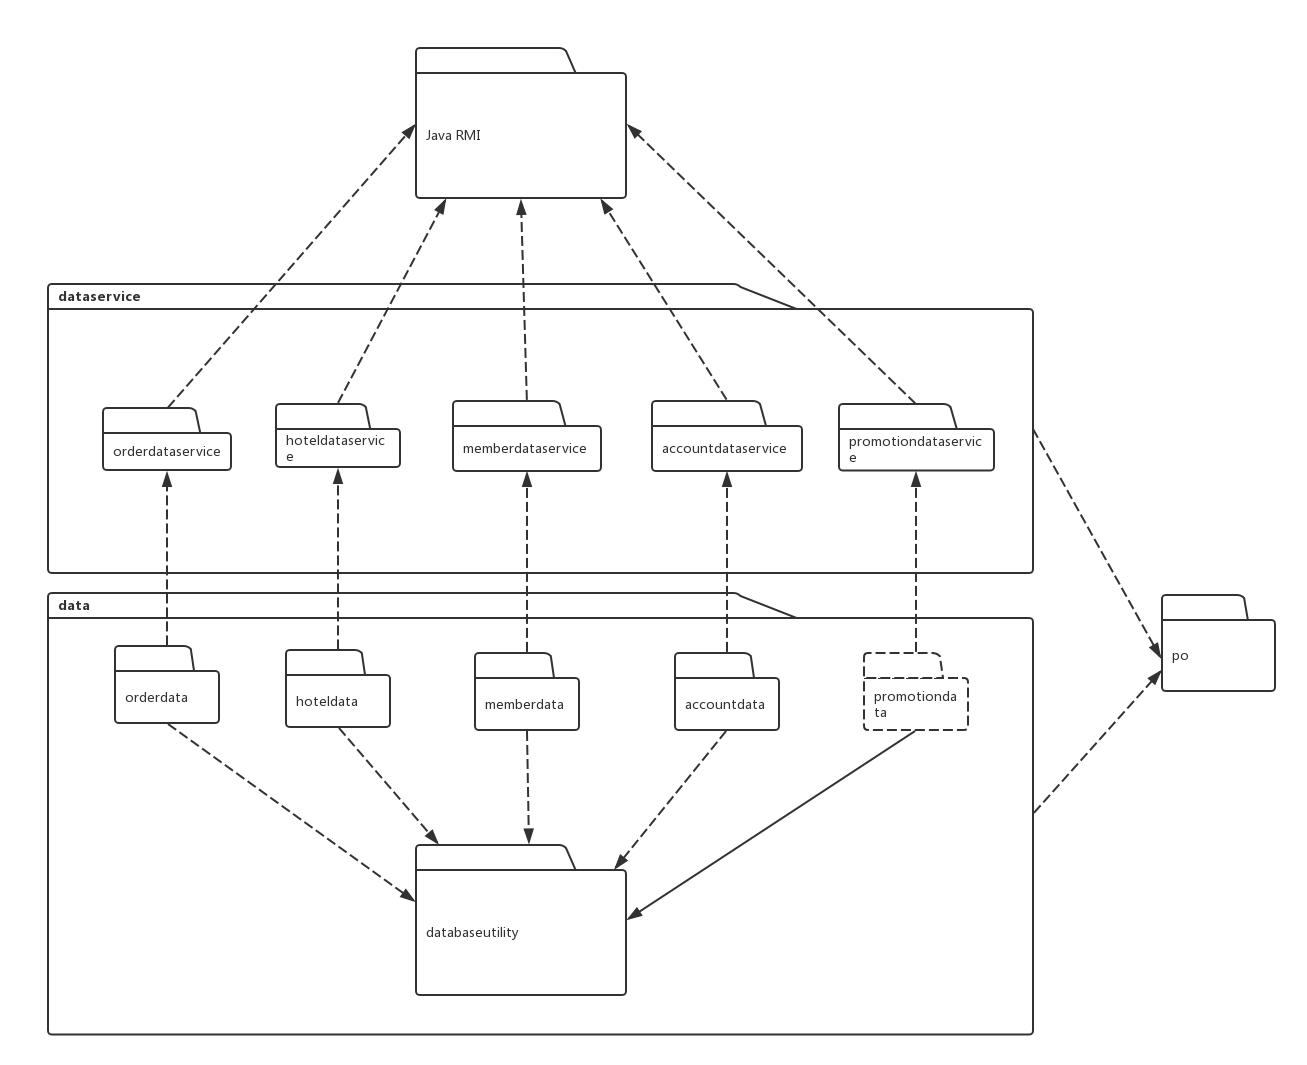 Java RMI
dataservice
orderdataservice
hoteldataservic
e
memberdataservice
accountdataservice
promotiondataservic
e
data
orderdata
hoteldata
memberdata
accountdata
promotionda
ta
po
databaseutility